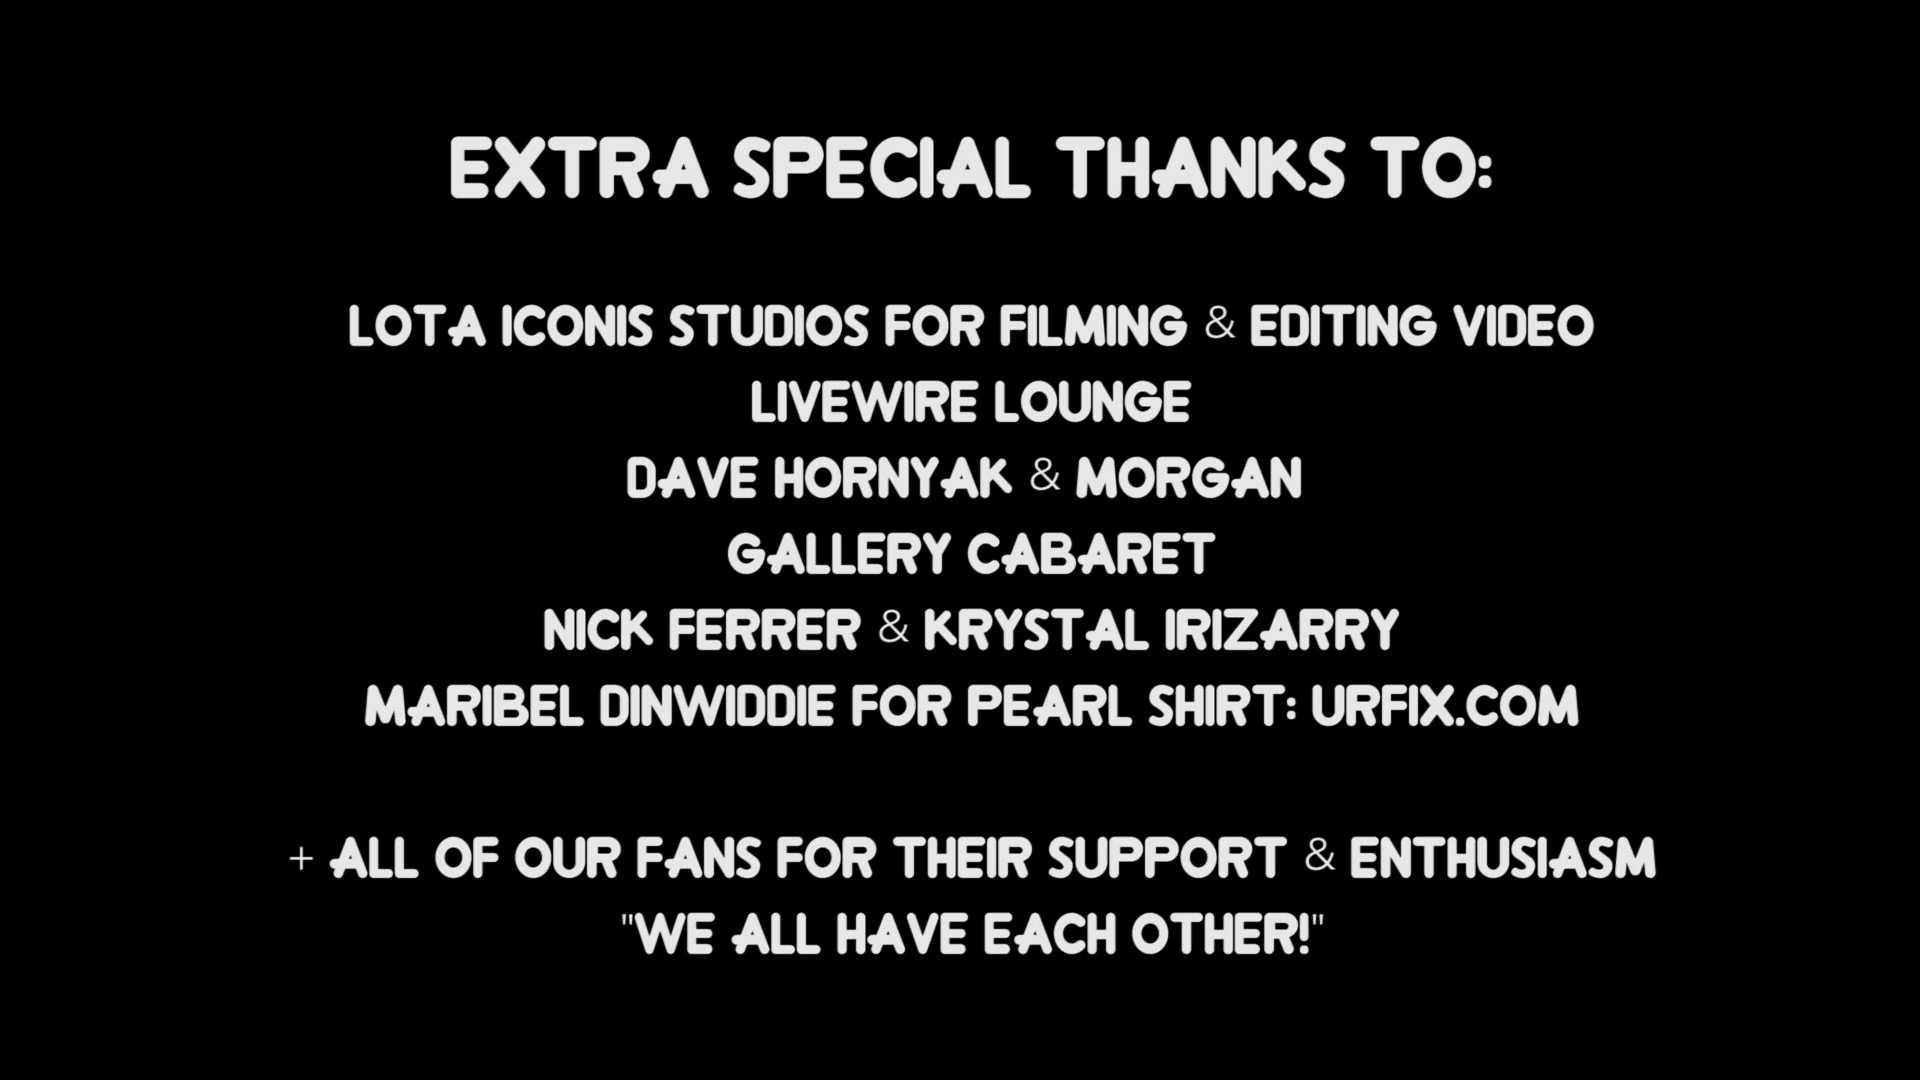 EXTRA SPECIAL THANKS TO:
LOTA ICONIS STUDIOS FOR FILMING & EDITING VIDEO
LIVEWIRE LOUNGE
DAVE HORNYAK & MORGAN
GALLERY CABARET
NICK FERRER & KRYSTAL IRIZARRY
MARIBEL DINWIDDIE FOR PEARL SHIRT: URFIX.COM
+ ALL OF OUR FANS FOR THEIR SUPPORT & ENTHUSIASM
"WE ALL HAVE EACH OTHER!"